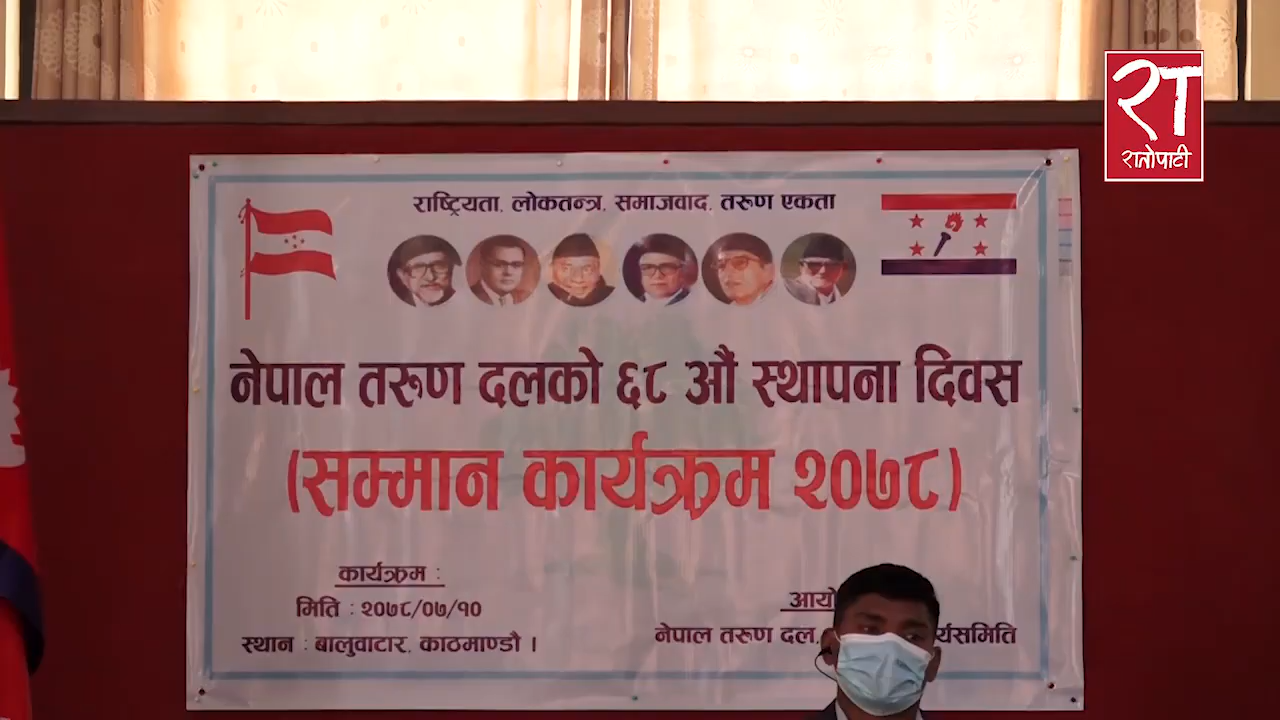 राष्ट्रियता, लोकतन्त्र, समाजवाद, तरुण एकता
नेपाल तरुण दलको ६८ औं स्थापना दिवस
(सम्मान कार्यक्रम २०७८)
कार्यक्रम :
मिति : २०७८/०७/१०
स्थान : बालुवाटार, काठमाण्डौ ।
नेपाल तरुण दल,
रा
रातोपाटी